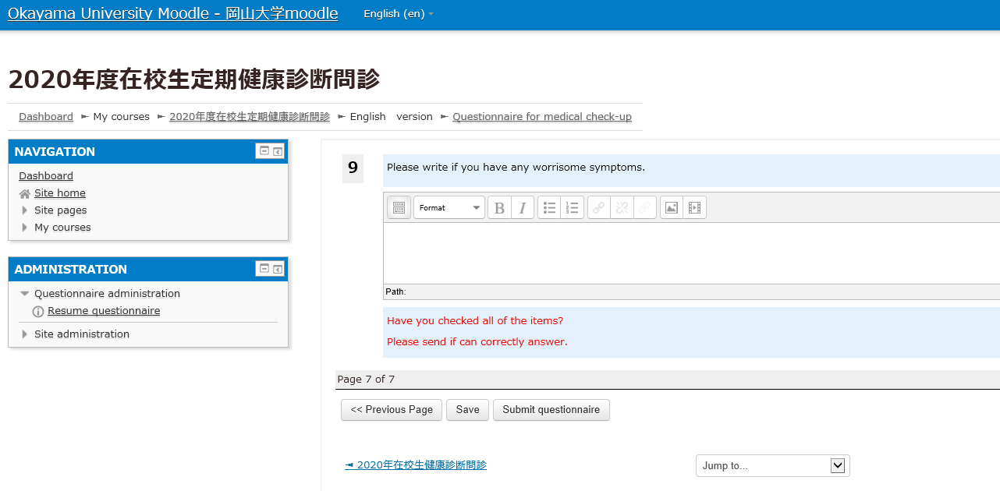 Okayama University Moodle - 岡山大学moodle English (en)
2020年度在校生定期健康診断問診
Dashboard ► My courses ► 2020年度在校生定期健康診断問診 ► English version ► Questionnaire for medical check-up
NAVIGATION
Dashboard
Site home
Site pages
My courses
ADMINISTRATION
Questionnaire administration
Resume questionnaire
Site administration
9 Please write if you have any worrisome symptoms.
Format B I
Path:
Have you checked all of the items?
Please send if can correctly answer.
Page 7 of 7
<< Previous Page Save Submit questionnaire
◄ 2020年在校生健康診断問診 Jump to...